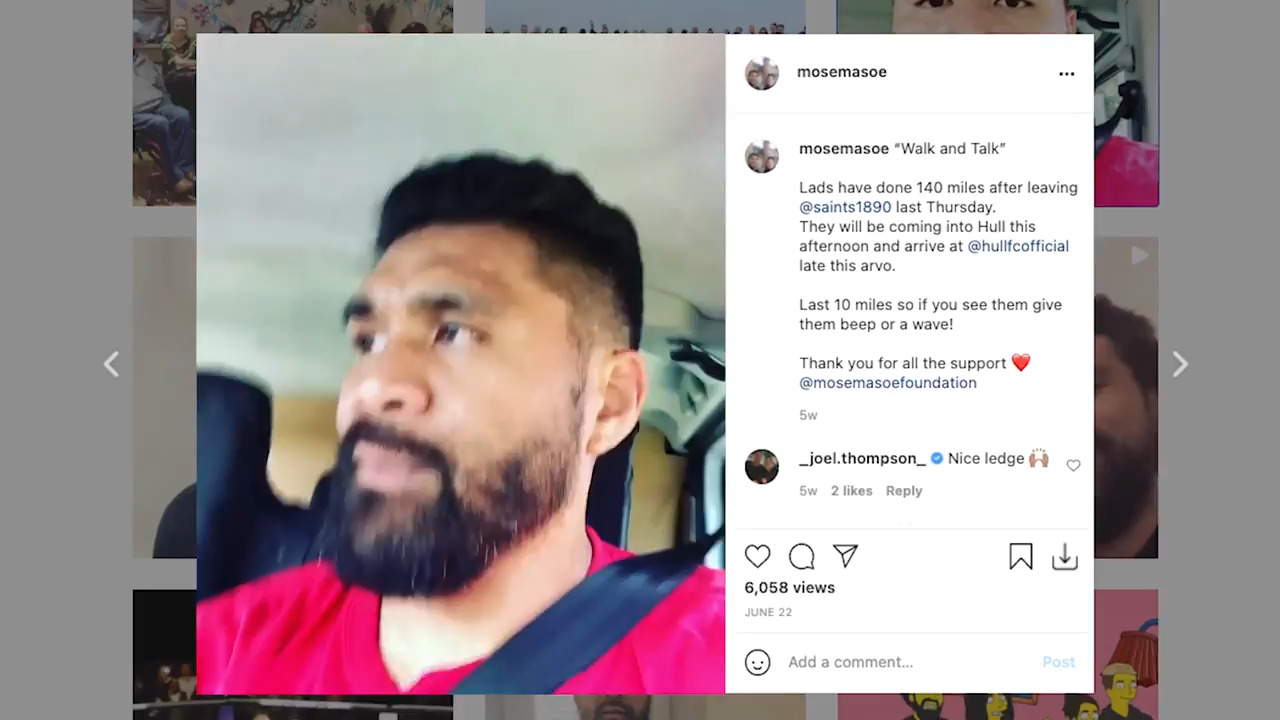 mosemasoe
mosemasoe “Walk and Talk”
Lads have done 140 miles after leaving
@saints1890 last Thursday.
They will be coming into Hull this
afternoon and arrive at @hullfcofficial
late this arvo.
Last 10 miles so if you see them give
them beep or a wave!
Thank you for all the support ❤️
@mosemasoefoundation
5w
_joel.thompson_ Nice ledge 🙌🏽
5w 2 likes Reply
6,058 views
JUNE 22
Add a comment... Post